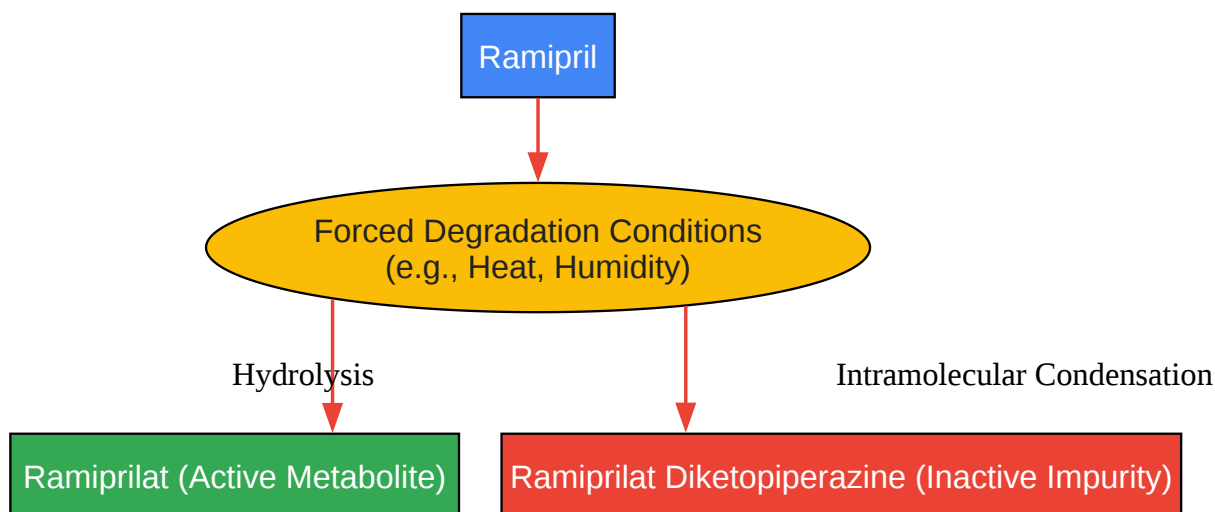 Ramipril
Forced Degradation Conditions
(e.g., Heat, Humidity)
Hydrolysis
Intramolecular Condensation
Ramiprilat (Active Metabolite)
Ramiprilat Diketopiperazine (Inactive Impurity)